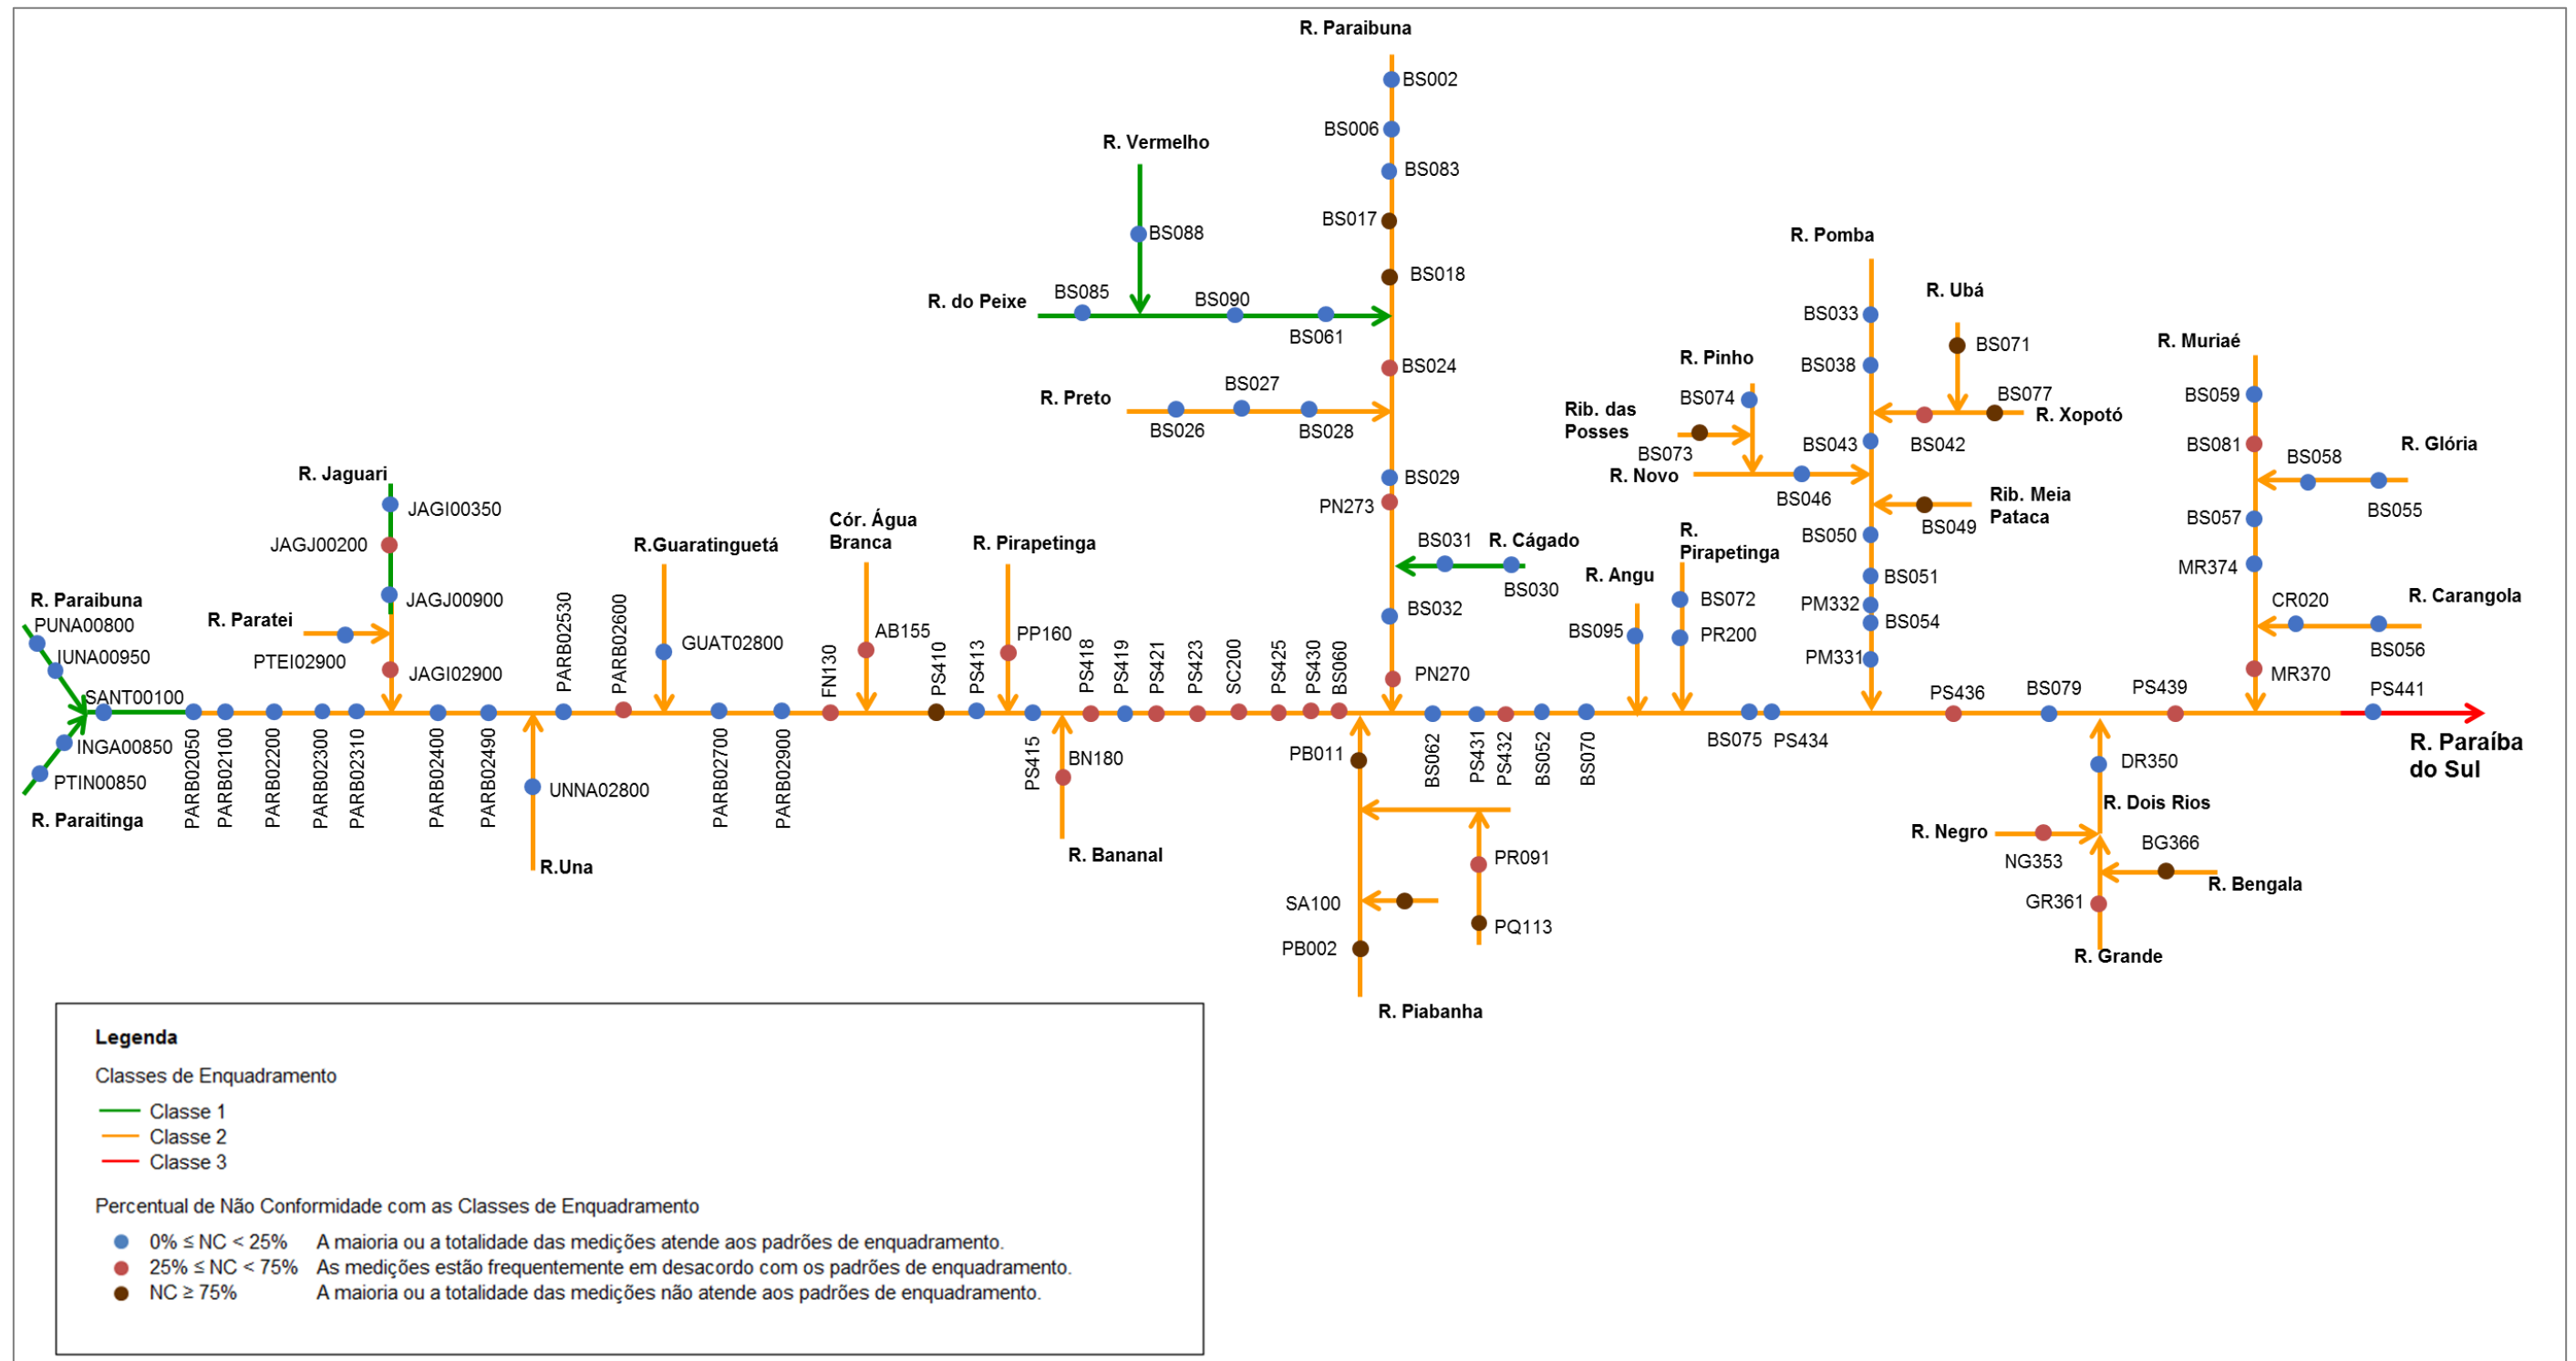 R. Paraibuna
BS002
BS006
BS083
R. Vermelho
BS017
BS088
R. Pomba
BS018
R. do Peixe
BS085
BS090
BS061
R. Ubá
BS033
BS071
R. Muriaé
R. Pinho
BS038
BS024
BS027
R. Preto
BS026
BS028
BS074
Rib. das
Posses
BS073
BS077
R. Xopotó
BS059
BS043
BS042
BS081
R. Glória
BS058
R. Novo
BS029
BS046
Rib. Meia
Pataca
BS055
R. Jaguari
JAGI00350
PN273
BS049
BS057
Cór. Água
Branca
R. Pirapetinga
JAGJ00200
R.Guaratinguetá
BS031
R. Cágado
BS030
R.
Pirapetinga
BS050
MR374
R. Angu
BS051
JAGJ00900
R. Paraibuna
PUNA00800
BS072
PM332
CR020
R. Carangola
R. Paratei
PTEI02900
BS032
BS054
BS095
PR200
BS056
IUNA00950
GUAT02800
AB155
PP160
PM331
JAGI02900
PN270
MR370
SANT00100
PARB02530
PARB02600
FN130
PS410
PS413
PS418
PS419
PS421
PS423
SC200
PS425
PS430
BS060
PS436
BS079
PS439
PS441
INGA00850
PTIN00850
R. Paraitinga
PARB02050
PARB02100
PARB02200
PARB02300
PARB02310
PARB02400
PARB02490
UNNA02800
R.Una
PARB02700
PARB02900
PS415
BN180
R. Bananal
PB011
BS062
PS431
PS432
BS052
BS070
BS075
PS434
R. Paraíba
do Sul
DR350
R. Dois Rios
R. Negro
NG353
BG366
R. Bengala
PR091
SA100
GR361
PQ113
PB002
R. Grande
R. Piabanha
Legenda
Classes de Enquadramento
Classe 1
Classe 2
Classe 3
Percentual de Não Conformidade com as Classes de Enquadramento
0% ≤ NC < 25% A maioria ou a totalidade das medições atende aos padrões de enquadramento.
25% ≤ NC < 75% As medições estão frequentemente em desacordo com os padrões de enquadramento.
NC ≥ 75% A maioria ou a totalidade das medições não atende aos padrões de enquadramento.